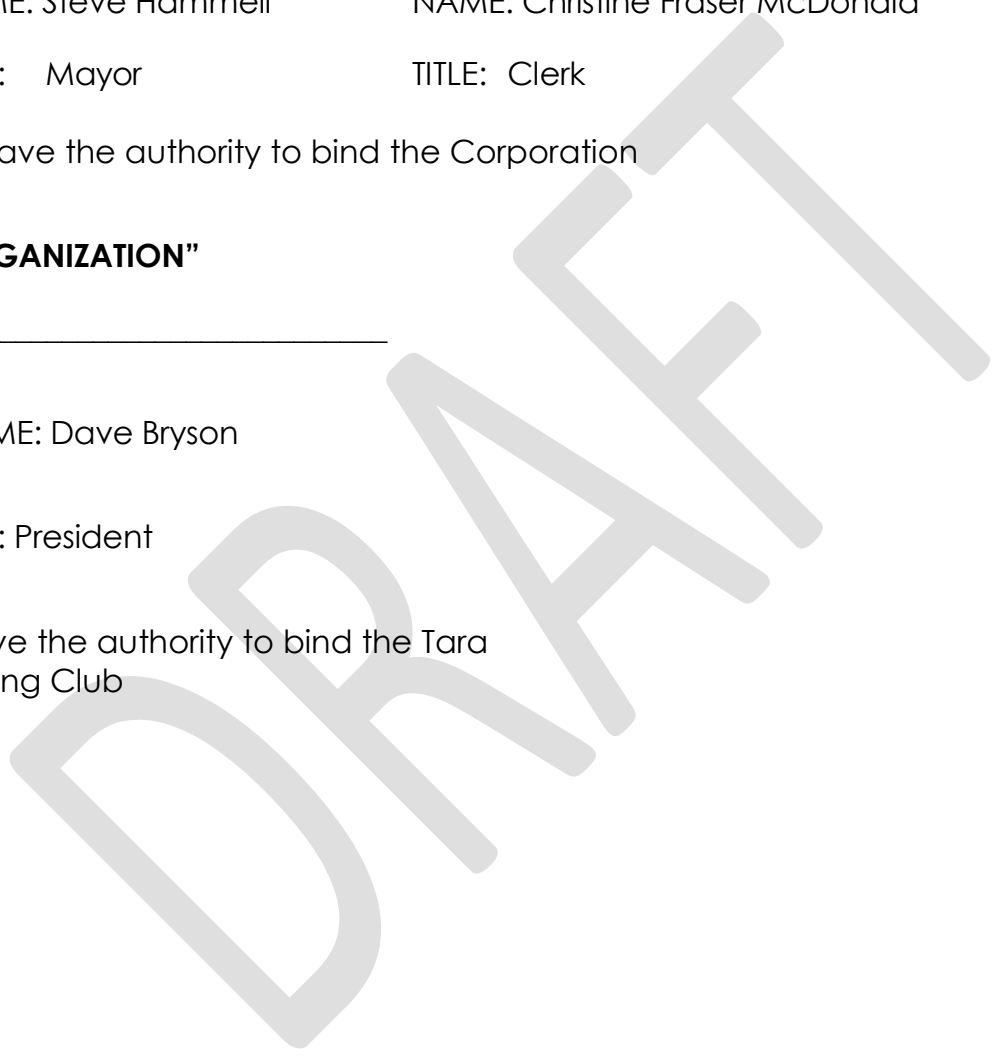 ME: Steve Hammell NAME: Christine Fraser McDonald
: Mayor TITLE: Clerk
ave the authority to bind the Corporation
GANIZATION”
ME: Dave Bryson
: President
ve the authority to bind the Tara
ng Club
DRAFT